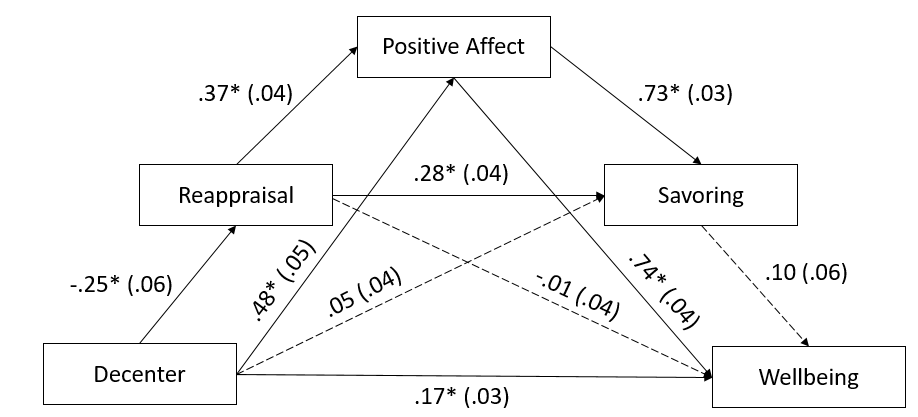 Positive Affect
.37* (.04)
.73* (.03)
Reappraisal
.28* (.04)
Savoring
-.25* (.06)
.48* (.05)
.05 (.04)
-.01 (.04)
.74* (.04)
.10 (.06)
Decenter
.17* (.03)
Wellbeing